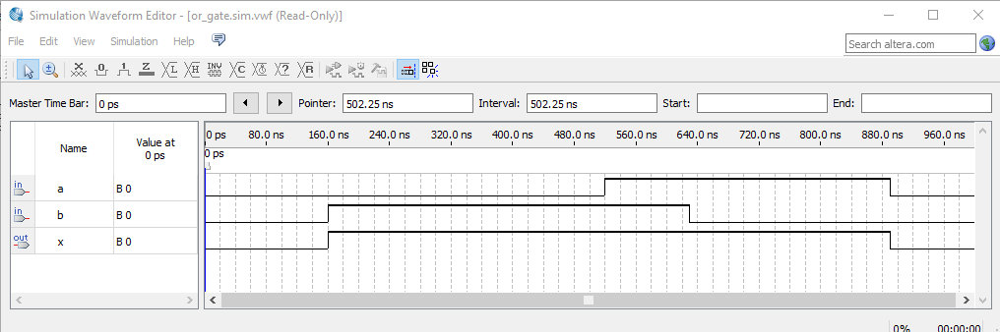 Simulation Waveform Editor - [or_gate.sim.vwf (Read-Only)]
File Edit View Simulation Help
Search altera.com
Master Time Bar: 0 ps Pointer: 502.25 ns Interval: 502.25 ns Start: End:
Name Value at
0 ps
0 ps 80.0 ns 160.0 ns 240.0 ns 320.0 ns 400.0 ns 480.0 ns 560.0 ns 640.0 ns 720.0 ns 800.0 ns 880.0 ns 960.0 ns
0 ps
in a B 0
in b B 0
out x B 0
0% 00:00:00